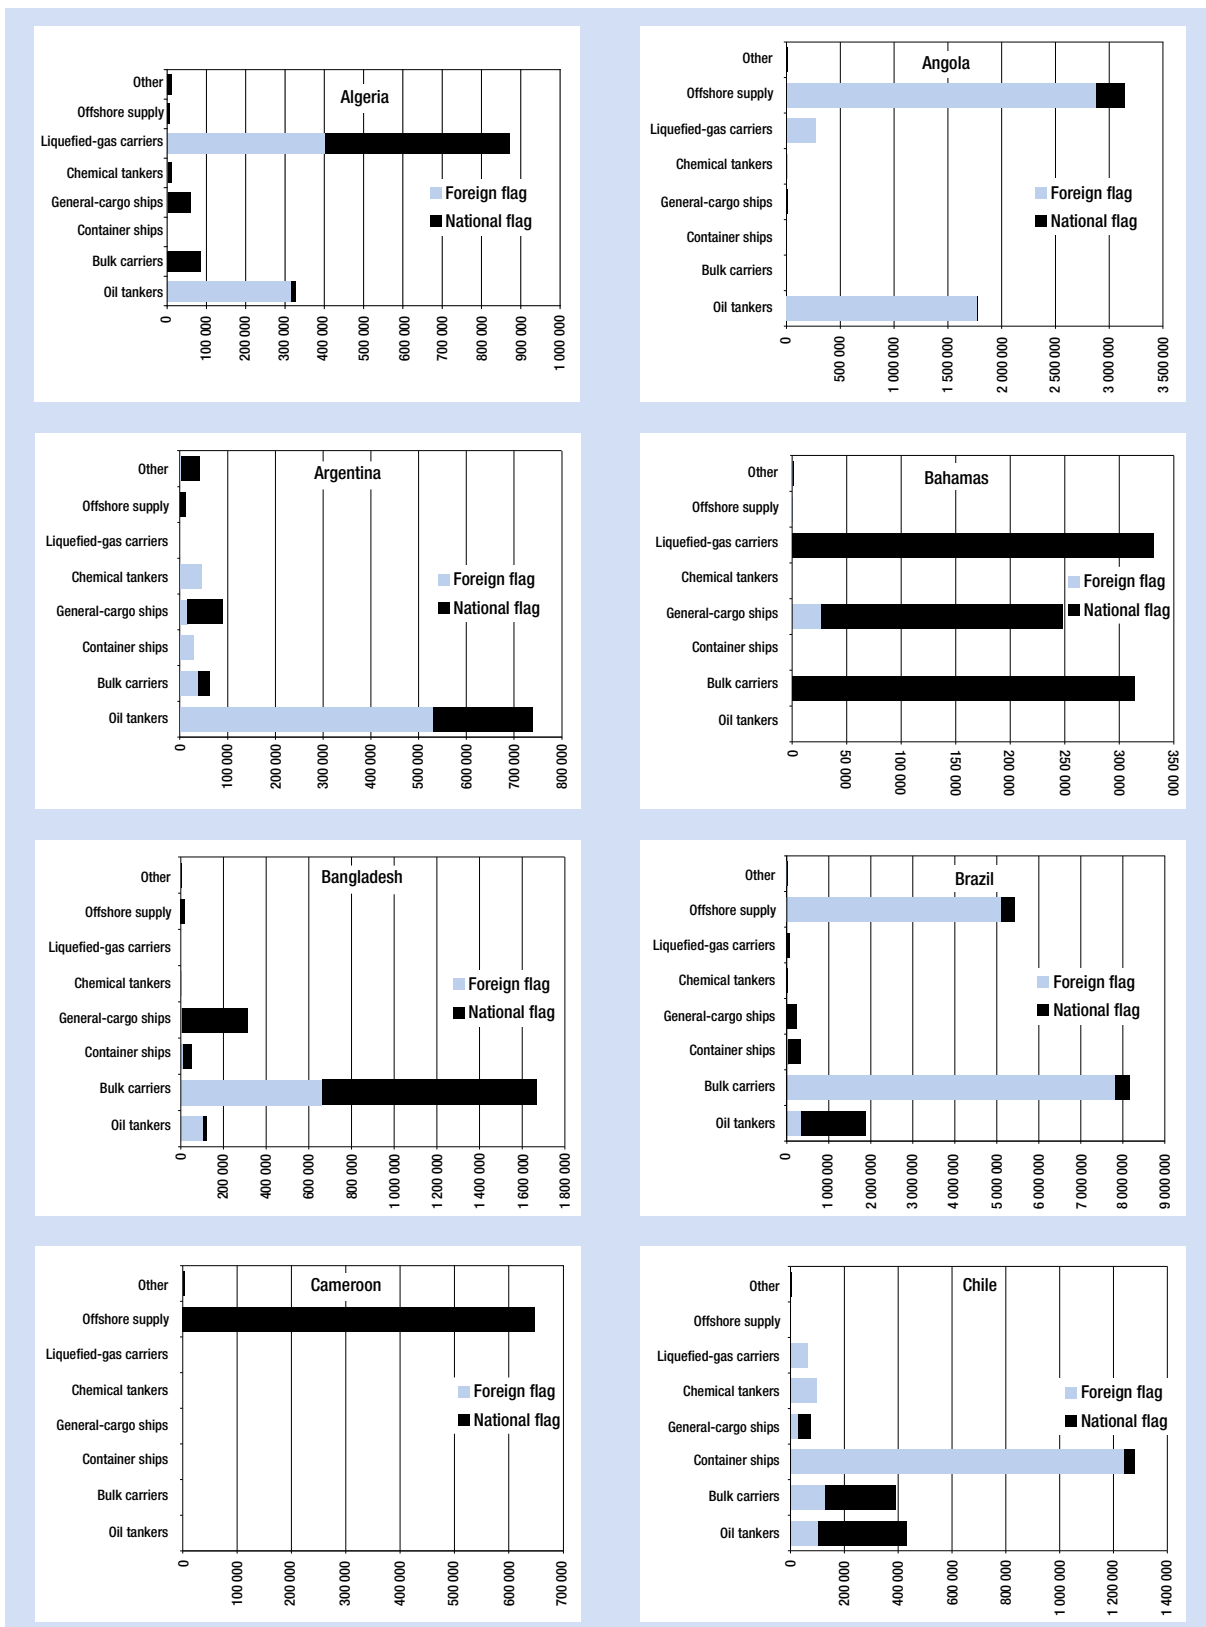 Algeria
Other
Offshore supply
Liquefied-gas carriers
Chemical tankers
General-cargo ships
Container ships
Bulk carriers
Oil tankers
Foreign flag
National flag
0
100 000
200 000
300 000
400 000
500 000
600 000
700 000
800 000
900 000
1 000 000
Angola
Other
Offshore supply
Liquefied-gas carriers
Chemical tankers
General-cargo ships
Container ships
Bulk carriers
Oil tankers
Foreign flag
National flag
0
500 000
1 000 000
1 500 000
2 000 000
2 500 000
3 000 000
3 500 000
Argentina
Other
Offshore supply
Liquefied-gas carriers
Chemical tankers
General-cargo ships
Container ships
Bulk carriers
Oil tankers
Foreign flag
National flag
0
100 000
200 000
300 000
400 000
500 000
600 000
700 000
800 000
Bahamas
Other
Offshore supply
Liquefied-gas carriers
Chemical tankers
General-cargo ships
Container ships
Bulk carriers
Oil tankers
Foreign flag
National flag
0
50 000
100 000
150 000
200 000
250 000
300 000
350 000
Bangladesh
Other
Offshore supply
Liquefied-gas carriers
Chemical tankers
General-cargo ships
Container ships
Bulk carriers
Oil tankers
Foreign flag
National flag
0
200 000
400 000
600 000
800 000
1 000 000
1 200 000
1 400 000
1 600 000
1 800 000
Brazil
Other
Offshore supply
Liquefied-gas carriers
Chemical tankers
General-cargo ships
Container ships
Bulk carriers
Oil tankers
Foreign flag
National flag
0
1 000 000
2 000 000
3 000 000
4 000 000
5 000 000
6 000 000
7 000 000
8 000 000
9 000 000
Cameroon
Other
Offshore supply
Liquefied-gas carriers
Chemical tankers
General-cargo ships
Container ships
Bulk carriers
Oil tankers
Foreign flag
National flag
0
100 000
200 000
300 000
400 000
500 000
600 000
700 000
Chile
Other
Offshore supply
Liquefied-gas carriers
Chemical tankers
General-cargo ships
Container ships
Bulk carriers
Oil tankers
Foreign flag
National flag
0
200 000
400 000
600 000
800 000
1 000 000
1 200 000
1 400 000